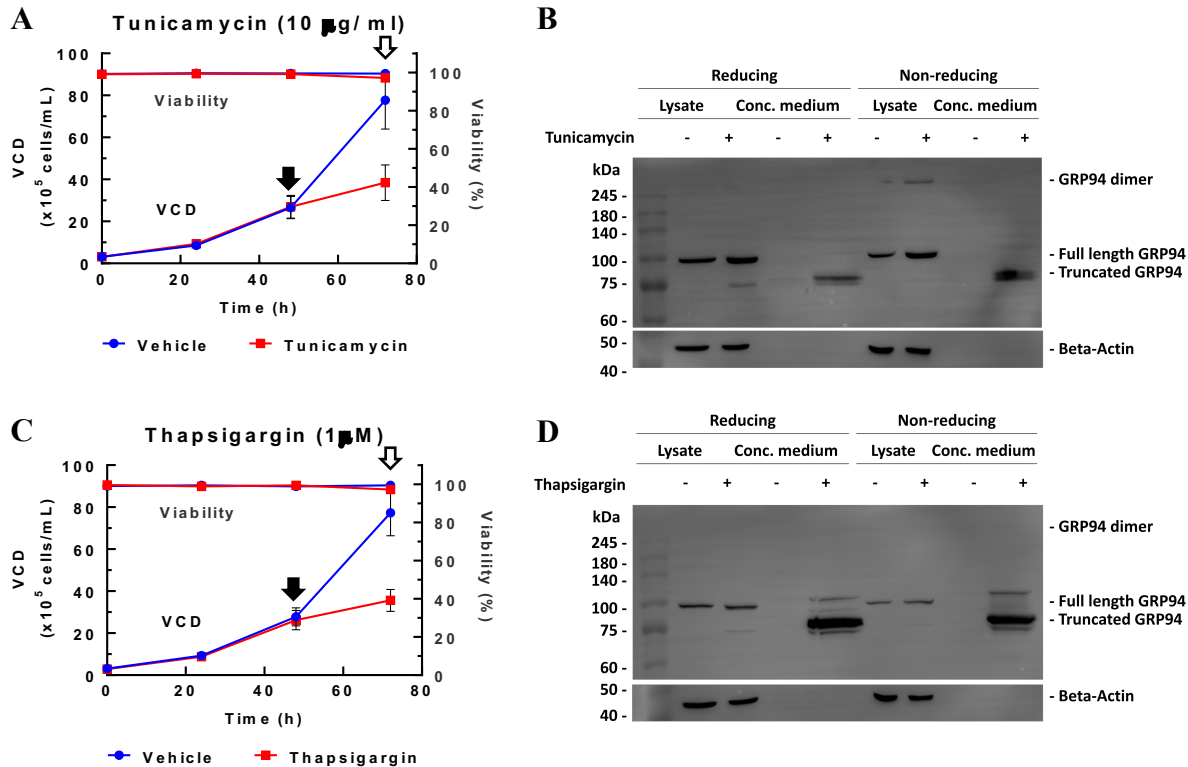 A
Tunicamycin (10 μg/ ml)
100
80
60
40
20
0
VCD
(x10⁵ cells/mL)
Viability
VCD
100
80
60
40
20
0
Viability (%)
0 20 40 60 80
Time (h)
Vehicle Tunicamycin
B
Reducing Non-reducing
Lysate Conc. medium Lysate Conc. medium
Tunicamycin - + - + - + - +
kDa
245 -
180 -
140 -
100 -
75 -
60 -
50 -
40 -
- GRP94 dimer
- Full length GRP94
- Truncated GRP94
- Beta-Actin
C
Thapsigargin (1μM)
100
80
60
40
20
0
VCD
(x10⁵ cells/mL)
Viability
VCD
100
80
60
40
20
0
Viability (%)
0 20 40 60 80
Time (h)
Vehicle Thapsigargin
D
Reducing Non-reducing
Lysate Conc. medium Lysate Conc. medium
Thapsigargin - + - + - + - +
kDa
245 -
180 -
140 -
100 -
75 -
60 -
50 -
40 -
- GRP94 dimer
- Full length GRP94
- Truncated GRP94
- Beta-Actin